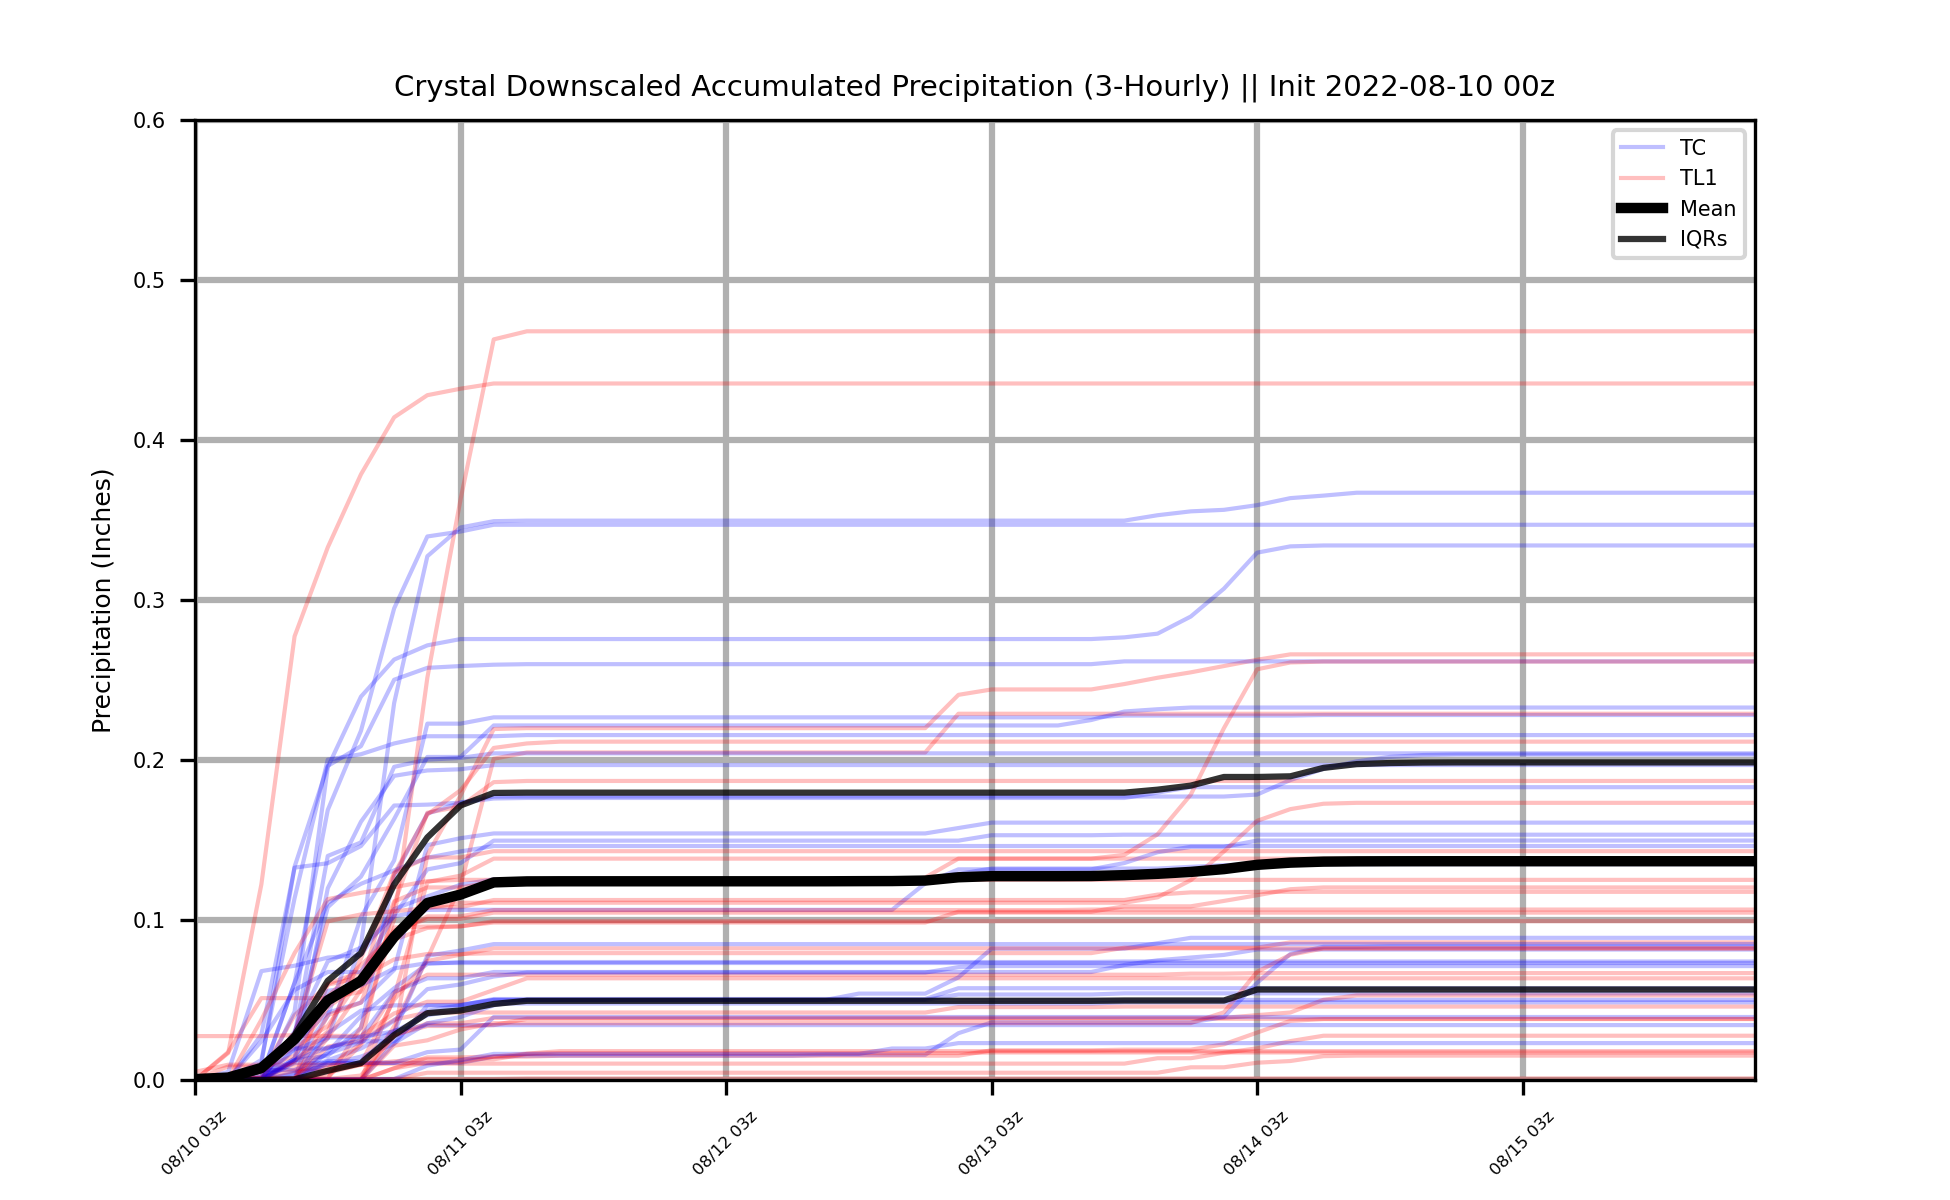 Crystal Downscaled Accumulated Precipitation (3-Hourly) || Init 2022-08-10 00z
0.6
0.5
0.4
0.3
0.2
0.1
0.0
Precipitation (Inches)
TC
TL1
Mean
IQRs
08/10 03z
08/11 03z
08/12 03z
08/13 03z
08/14 03z
08/15 03z